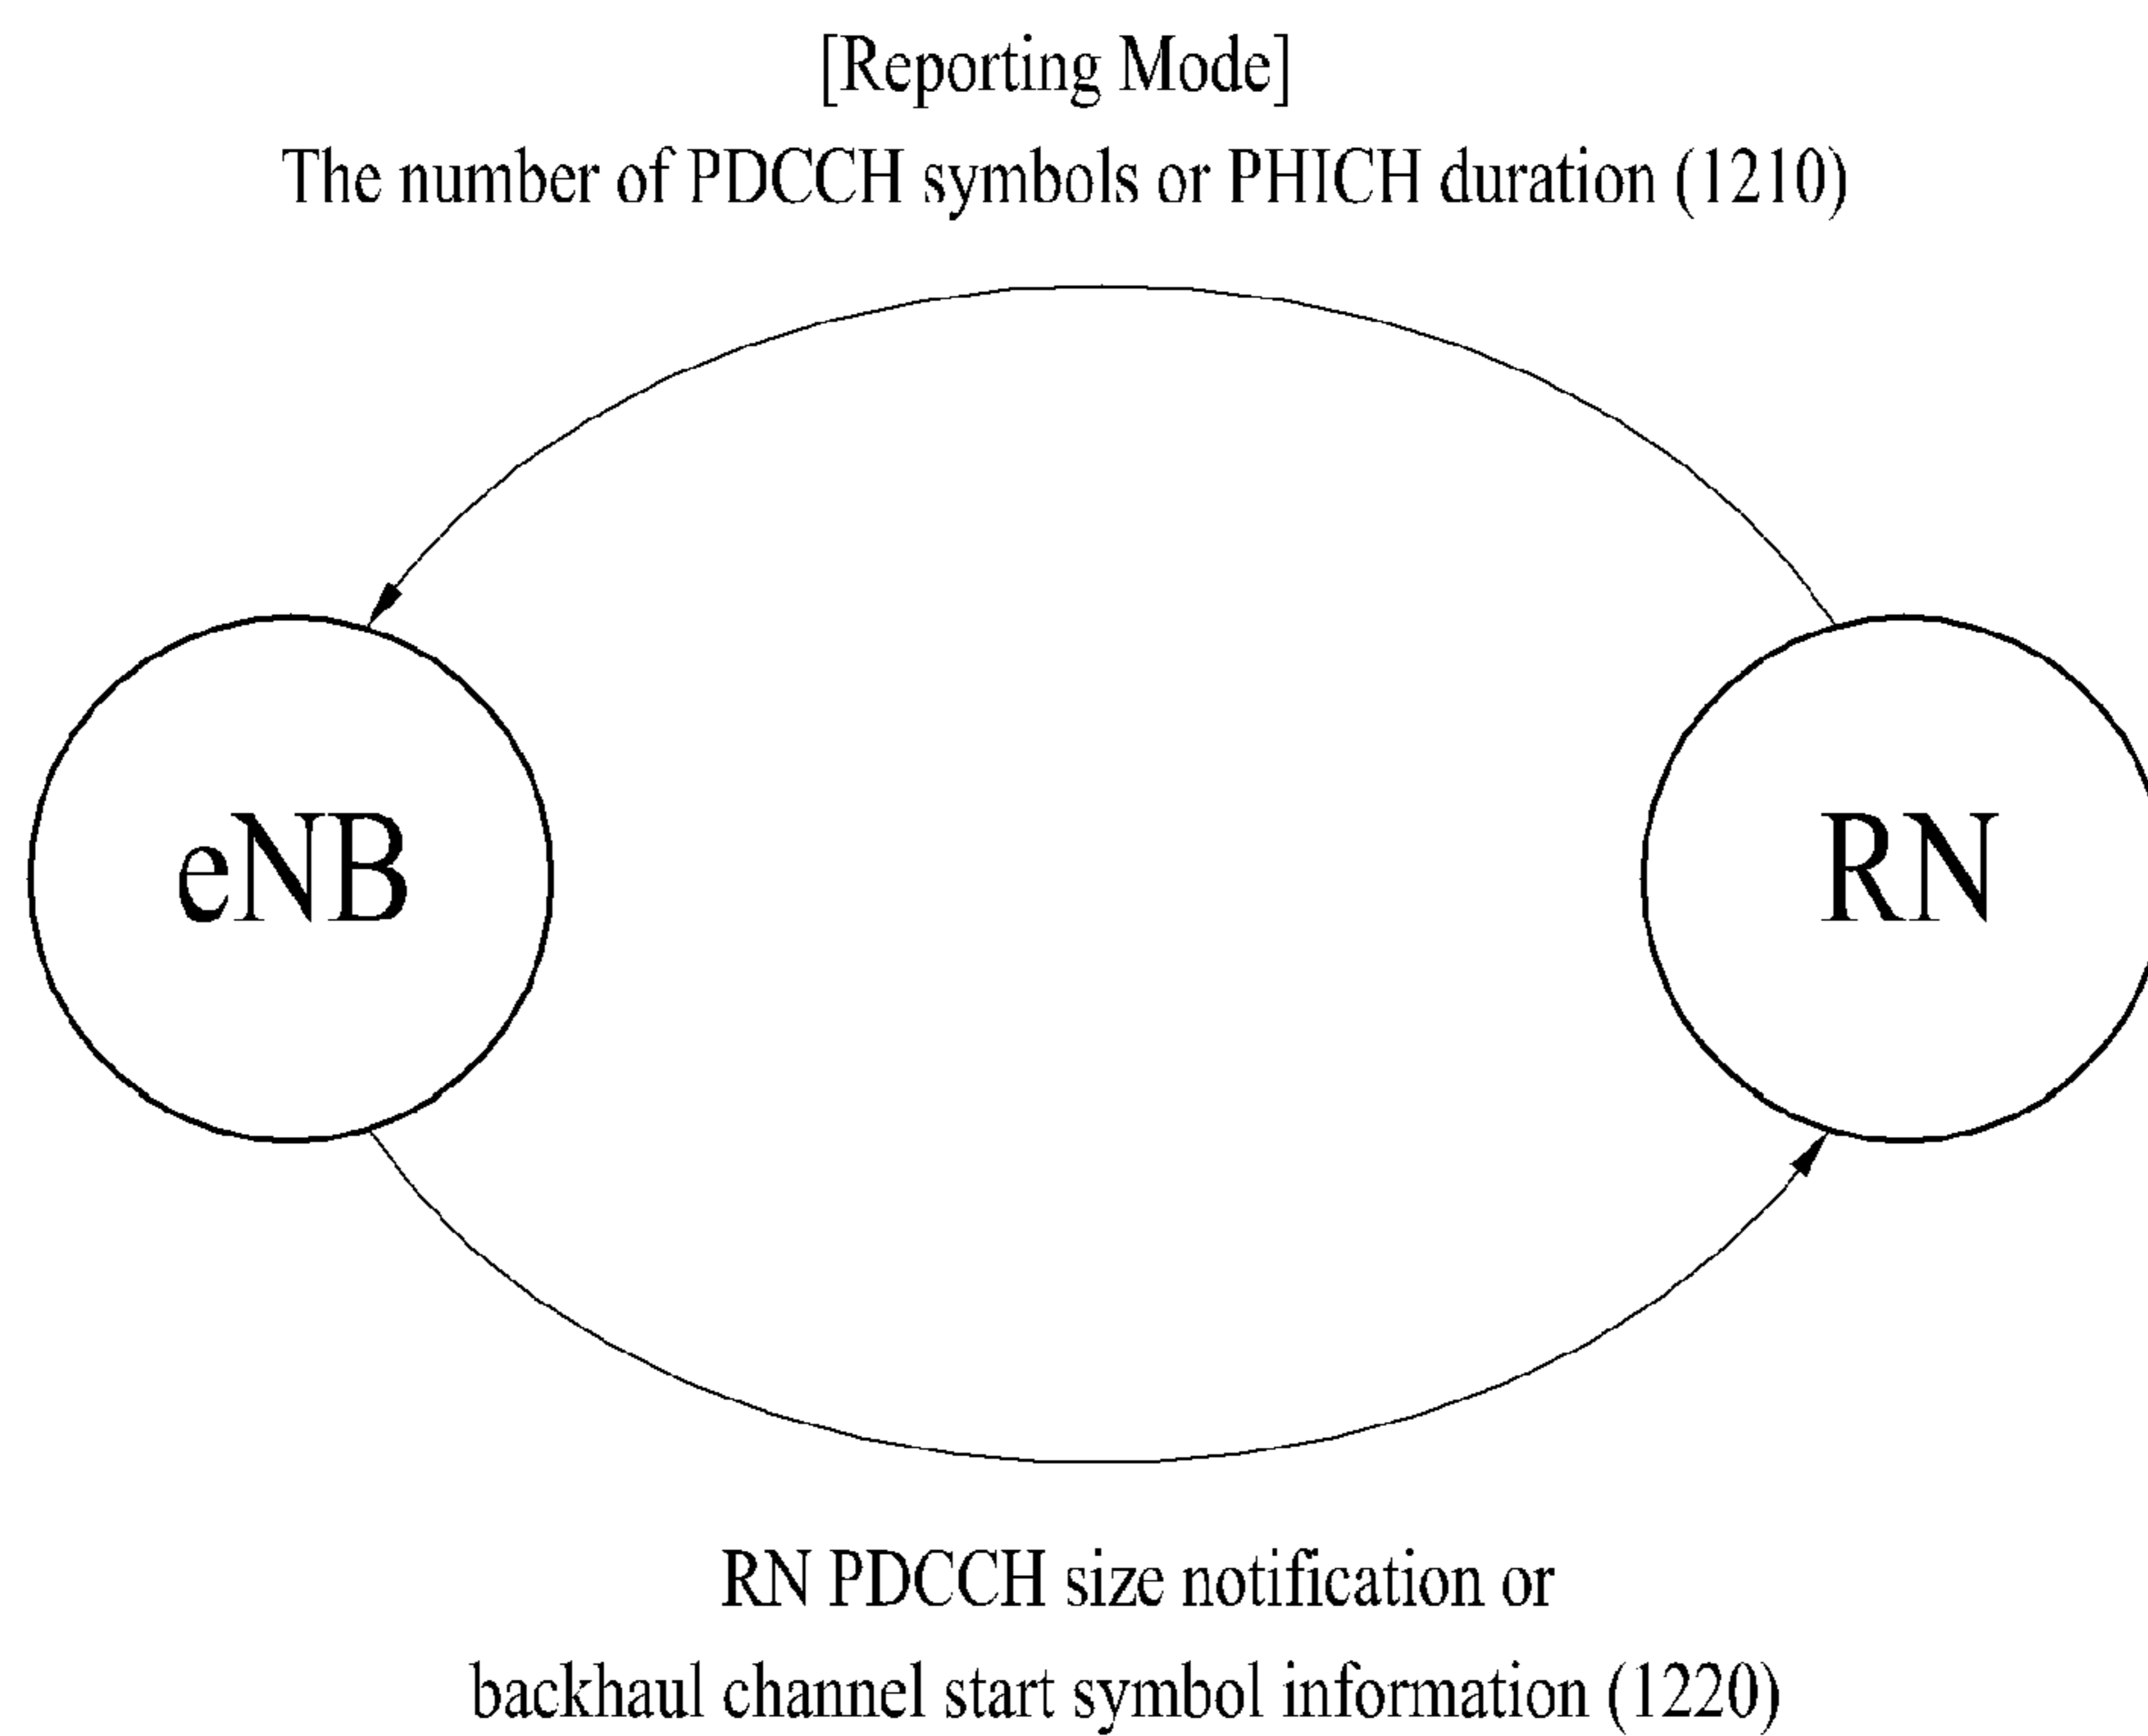 [Reporting Mode]
The number of PDCCH symbols or PHICH duration (1210)
eNB
RN
RN PDCCH size notification or
backhaul channel start symbol information (1220)